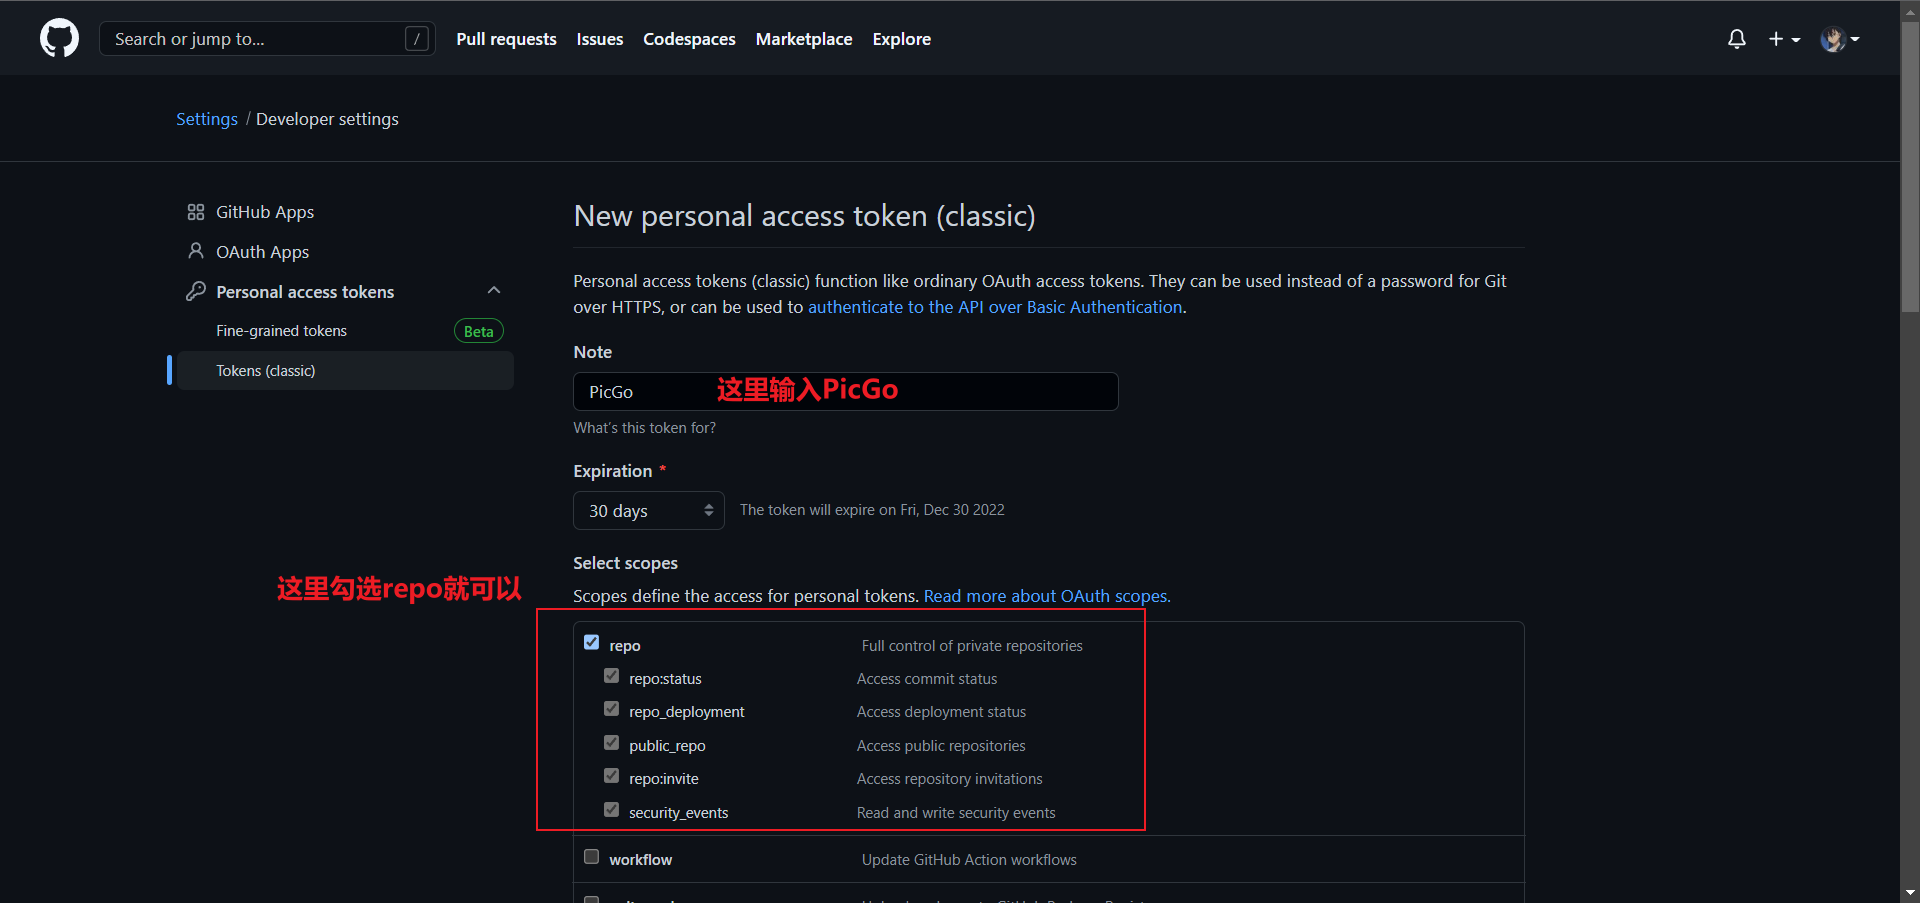 Search or jump to... /
Pull requests
Issues
Codespaces
Marketplace
Explore
Settings / Developer settings
GitHub Apps
OAuth Apps
Personal access tokens
Fine-grained tokens Beta
Tokens (classic)
New personal access token (classic)
Personal access tokens (classic) function like ordinary OAuth access tokens. They can be used instead of a password for Git
over HTTPS, or can be used to authenticate to the API over Basic Authentication.
Note
PicGo 这里输入PicGo
What's this token for?
Expiration *
30 days The token will expire on Fri, Dec 30 2022
Select scopes
这里勾选repo就可以
Scopes define the access for personal tokens. Read more about OAuth scopes.
repo Full control of private repositories
repo:status Access commit status
repo_deployment Access deployment status
public_repo Access public repositories
repo:invite Access repository invitations
security_events Read and write security events
workflow Update GitHub Action workflows